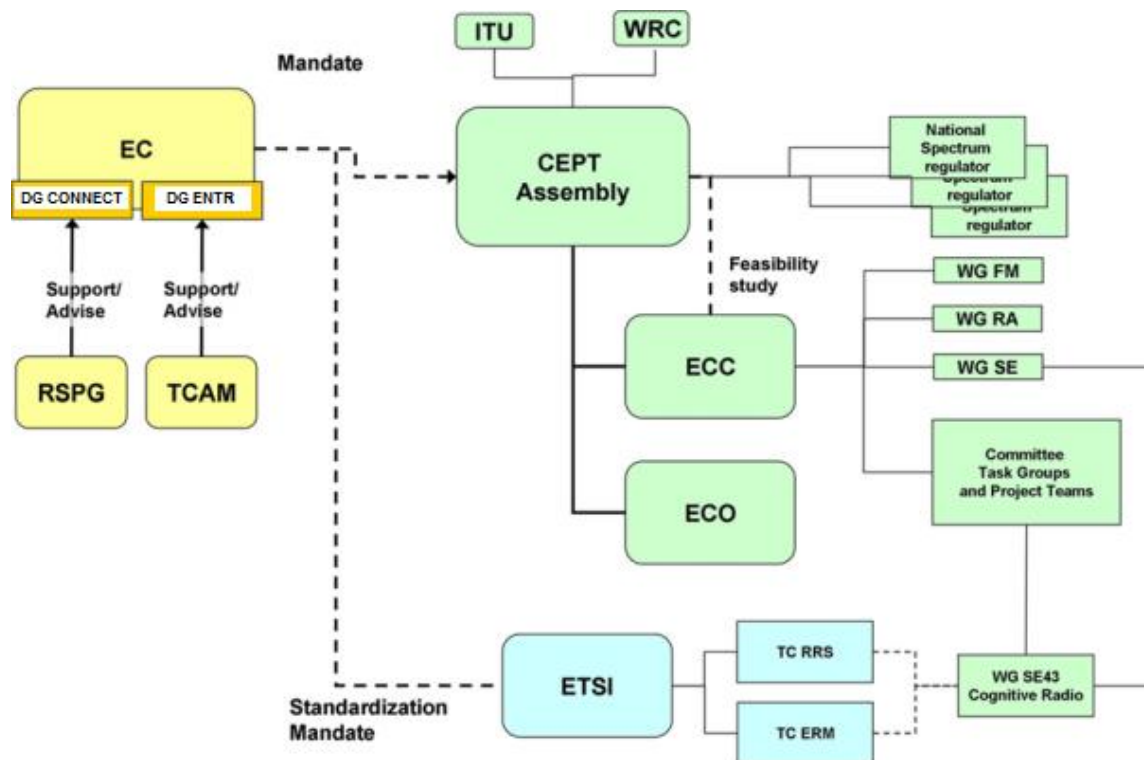 ITU
WRC
Mandate
EC
DG CONNECT
DG ENTR
CEPT
Assembly
National
Spectrum
regulator
Spectrum
regulator
Spectrum
regulator
Support/
Advise
Support/
Advise
Feasibility
study
WG FM
WG RA
WG SE
RSPG
TCAM
ECC
Committee
Task Groups
and Project Teams
ECO
ETSI
TC RRS
TC ERM
WG SE43
Cognitive Radio
Standardization
Mandate